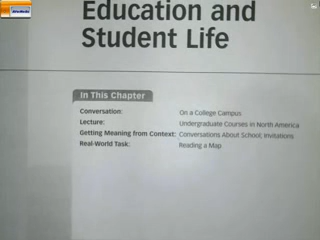 Education and
Student Life
In This Chapter
Conversation: On a College Campus
Lecture: Undergraduate Courses in North America
Getting Meaning from Context: Conversations About School; Invitations
Real-World Task: Reading a Map